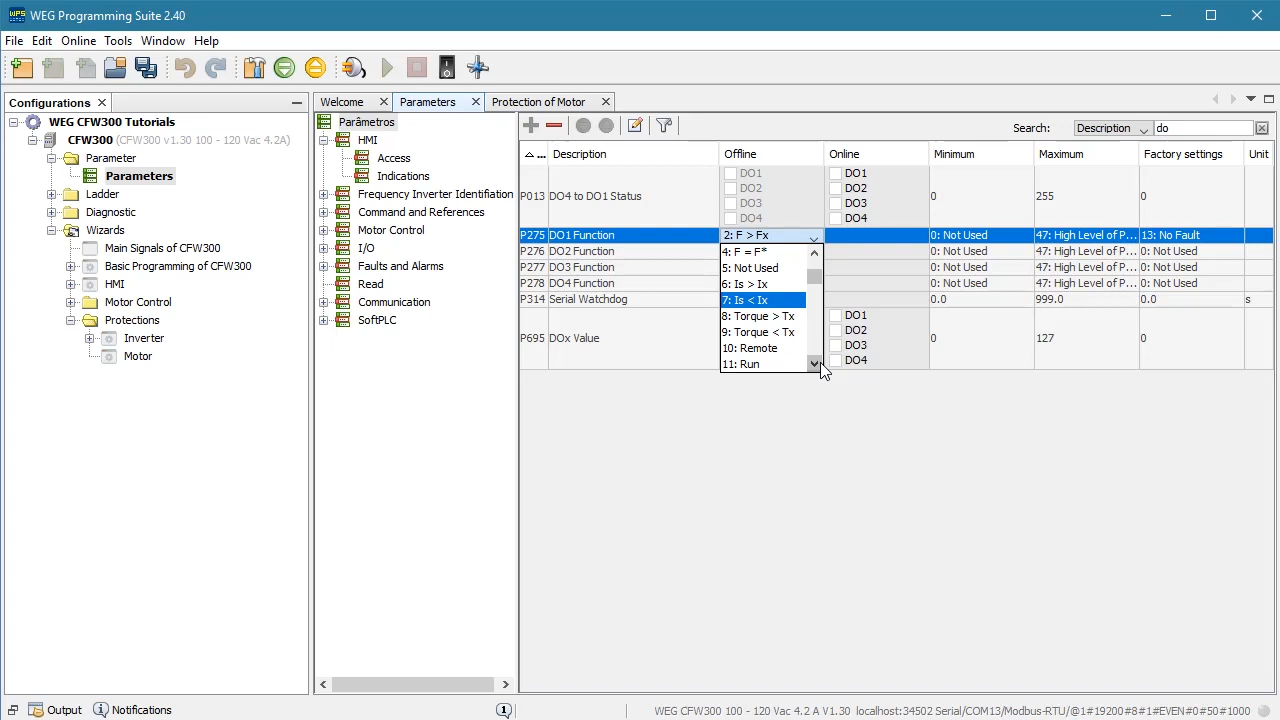 WPS WEG Programming Suite 2.40
File Edit Online Tools Window Help
Configurations
WEG CFW300 Tutorials
CFW300 (CFW300 v1.30 100 - 120 Vac 4.2A)
Parameter
Parameters
Ladder
Diagnostic
Wizards
Main Signals of CFW300
Basic Programming of CFW300
HMI
Motor Control
Protections
Inverter
Motor
Welcome Parameters Protection of Motor
Parâmetros
HMI
Access
Indications
Frequency Inverter Identifiation
Command and References
Motor Control
I/O
Faults and Alarms
Read
Communication
SoftPLC
Search: Description do
... Description Offline Online Minimum Maximum Factory settings Unit
P013 DO4 to DO1 Status DO1 DO2 DO3 DO4 DO1 DO2 DO3 DO4 0 255 0
P275 DO1 Function 2: F > Fx 0: Not Used 47: High Level of P... 13: No Fault
P276 DO2 Function 0: Not Used 47: High Level of P... 0: Not Used
P277 DO3 Function 0: Not Used 47: High Level of P... 0: Not Used
P278 DO4 Function 0: Not Used 47: High Level of P... 0: Not Used
P314 Serial Watchdog 0.0 999.0 0.0 s
P695 DOx Value DO1 DO2 DO3 DO4 0 127 0
4: F = F*
5: Not Used
6: Is > Ix
7: Is < Ix
8: Torque > Tx
9: Torque < Tx
10: Remote
11: Run
Output Notifications
WEG CFW300 100 - 120 Vac 4.2 A V1.30 localhost:34502 Serial/COM13/Modbus-RTU/@1#19200#8#1#EVEN#0#50#1000